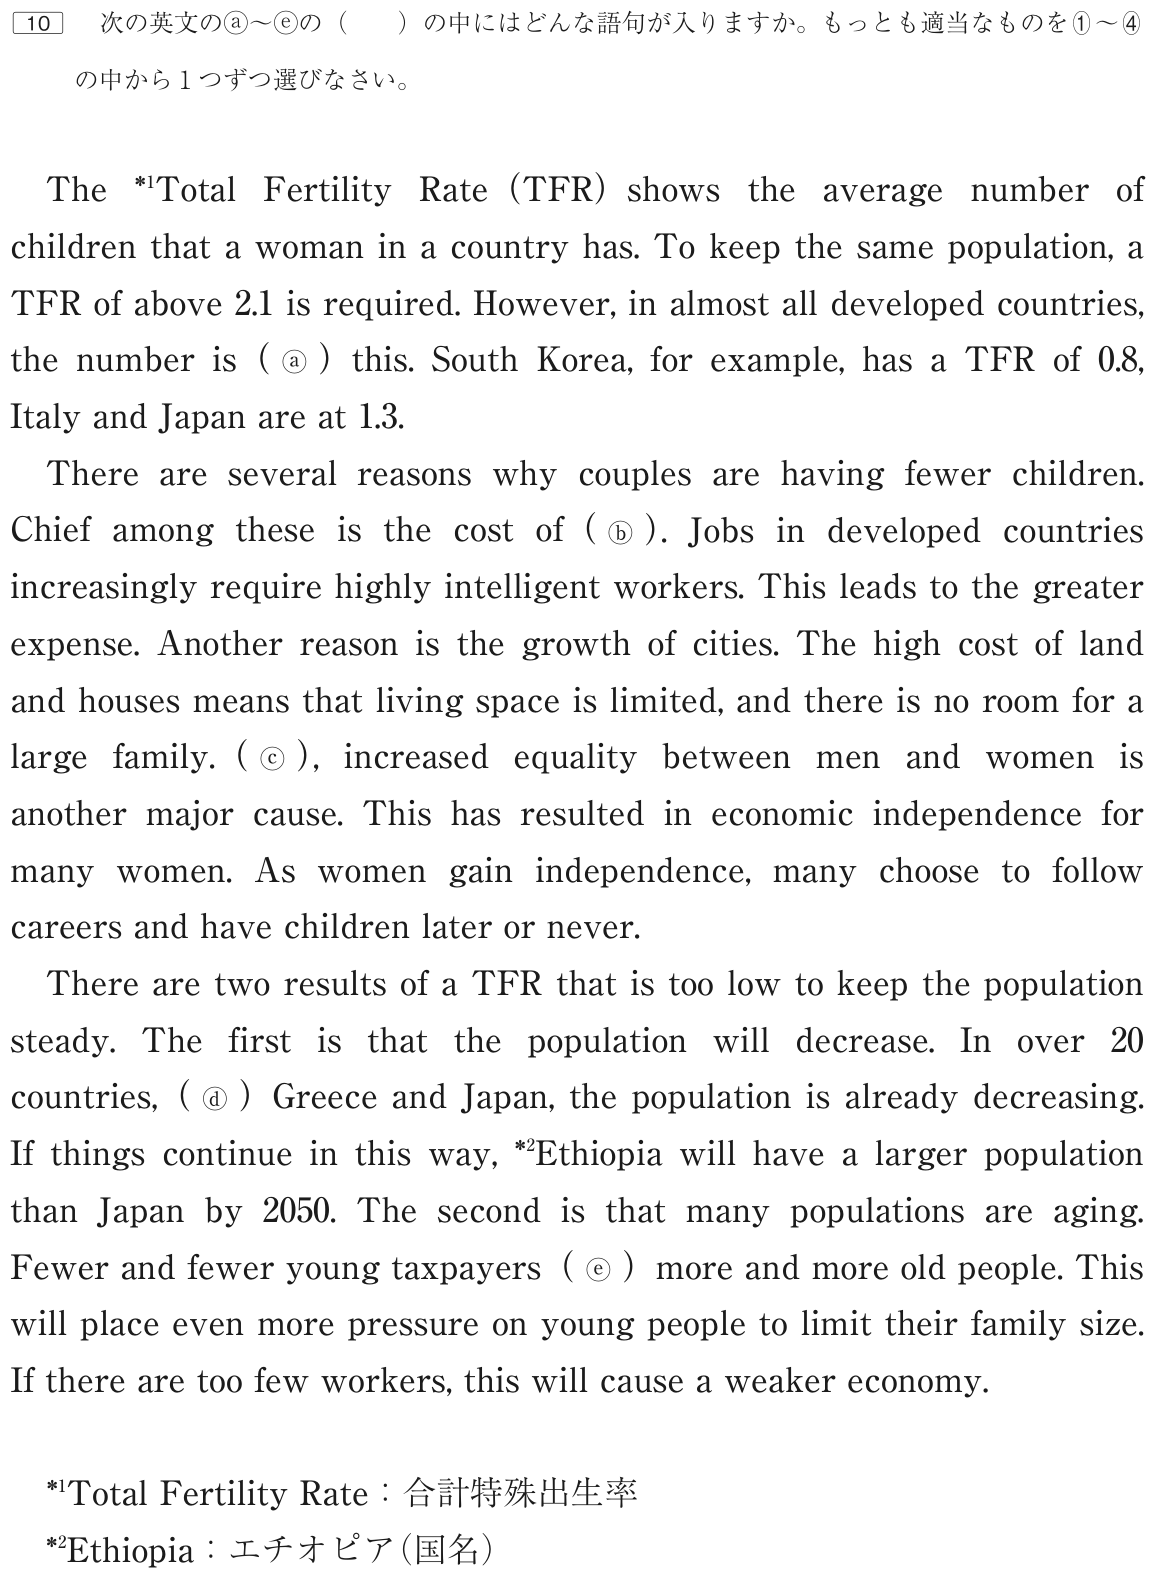 10 次の英文のⓐ～ⓔの（　　）の中にはどんな語句が入りますか。もっとも適当なものを①～④
の中から１つずつ選びなさい。
The *1Total Fertility Rate (TFR) shows the average number of
children that a woman in a country has. To keep the same population, a
TFR of above 2.1 is required. However, in almost all developed countries,
the number is ( ⓐ ) this. South Korea, for example, has a TFR of 0.8,
Italy and Japan are at 1.3.
There are several reasons why couples are having fewer children.
Chief among these is the cost of ( ⓑ ). Jobs in developed countries
increasingly require highly intelligent workers. This leads to the greater
expense. Another reason is the growth of cities. The high cost of land
and houses means that living space is limited, and there is no room for a
large family. ( ⓒ ), increased equality between men and women is
another major cause. This has resulted in economic independence for
many women. As women gain independence, many choose to follow
careers and have children later or never.
There are two results of a TFR that is too low to keep the population
steady. The first is that the population will decrease. In over 20
countries, ( ⓓ ) Greece and Japan, the population is already decreasing.
If things continue in this way, *2Ethiopia will have a larger population
than Japan by 2050. The second is that many populations are aging.
Fewer and fewer young taxpayers ( ⓔ ) more and more old people. This
will place even more pressure on young people to limit their family size.
If there are too few workers, this will cause a weaker economy.
*1Total Fertility Rate：合計特殊出生率
*2Ethiopia：エチオピア(国名)